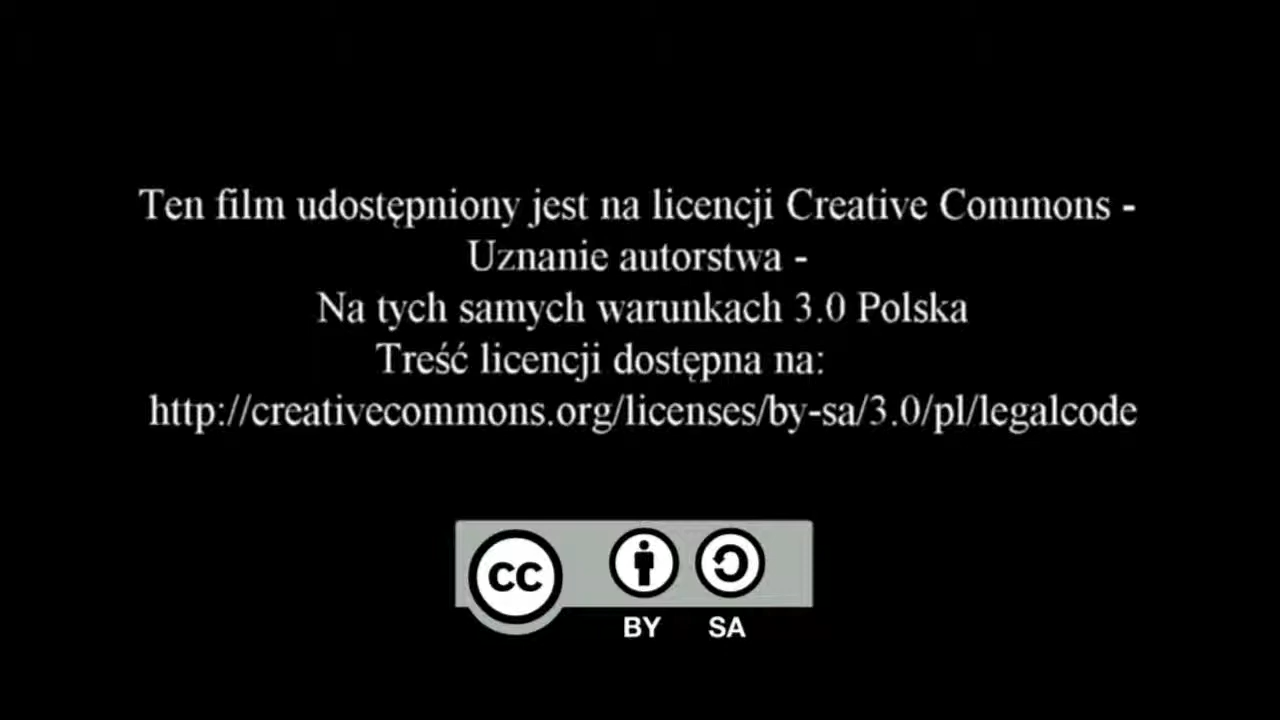 Ten film udostępniony jest na licencji Creative Commons -
Uznanie autorstwa -
Na tych samych warunkach 3.0 Polska
Treść licencji dostępna na:
http://creativecommons.org/licenses/by-sa/3.0/pl/legalcode
CC
BY SA